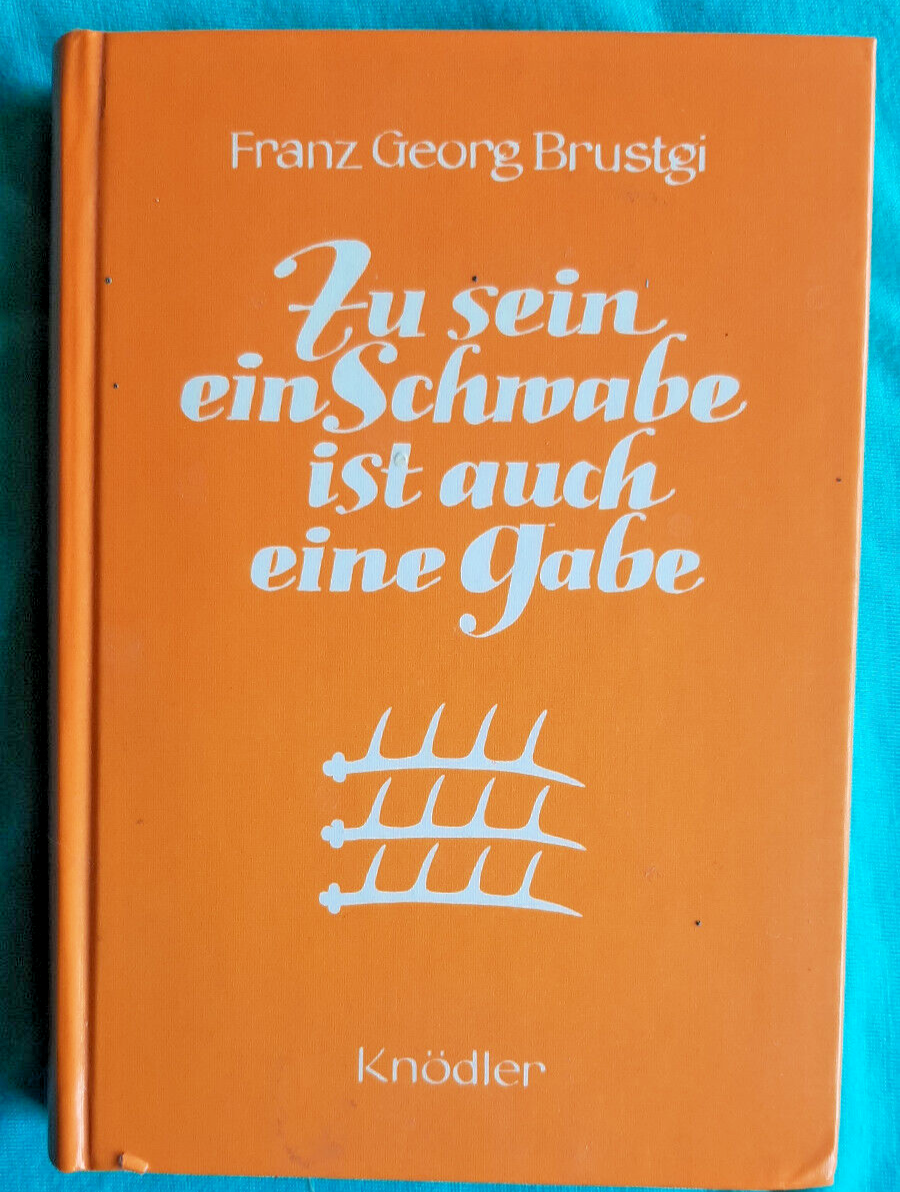 Franz Georg Brustgi
Zu sein
ein Schwabe
ist auch
eine Gabe
Knödler